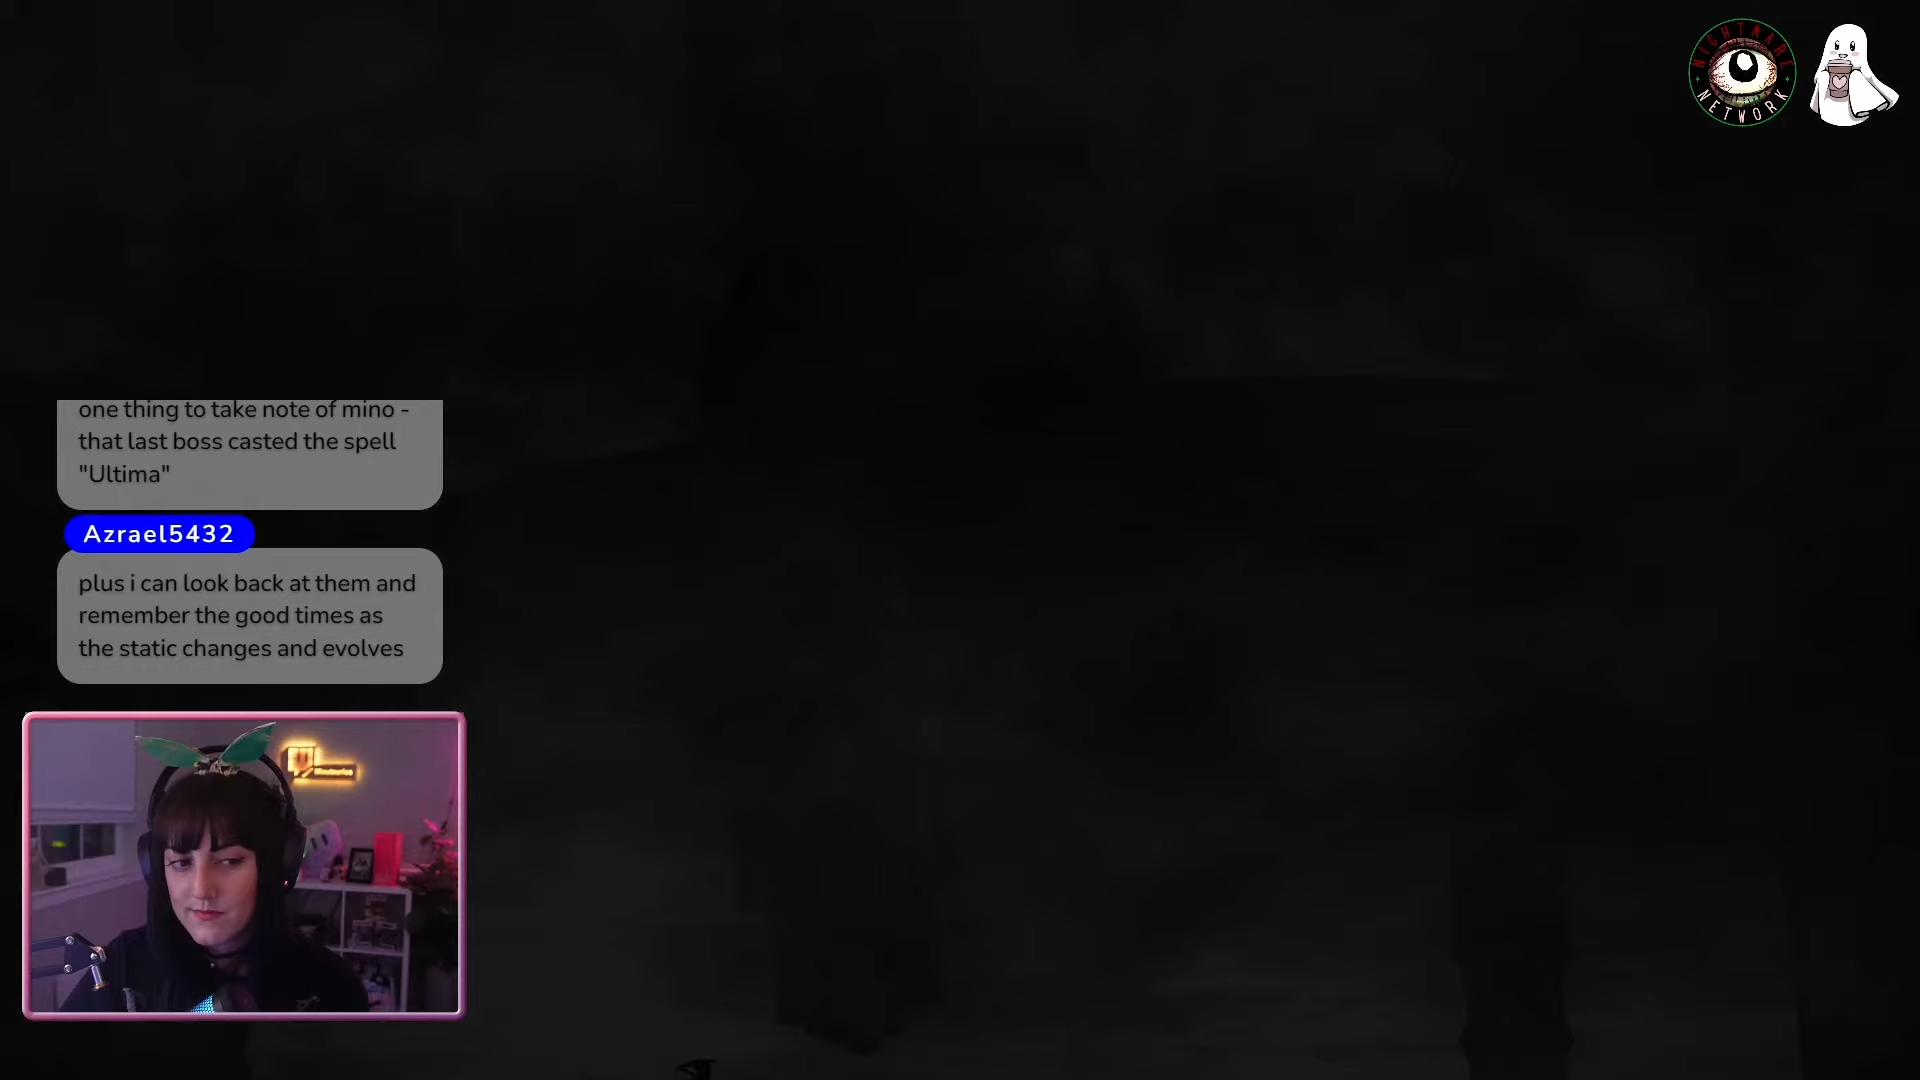 NIGHTMARE
NETWORK
one thing to take note of mino -
that last boss casted the spell
"Ultima"
Azrael5432
plus i can look back at them and
remember the good times as
the static changes and evolves